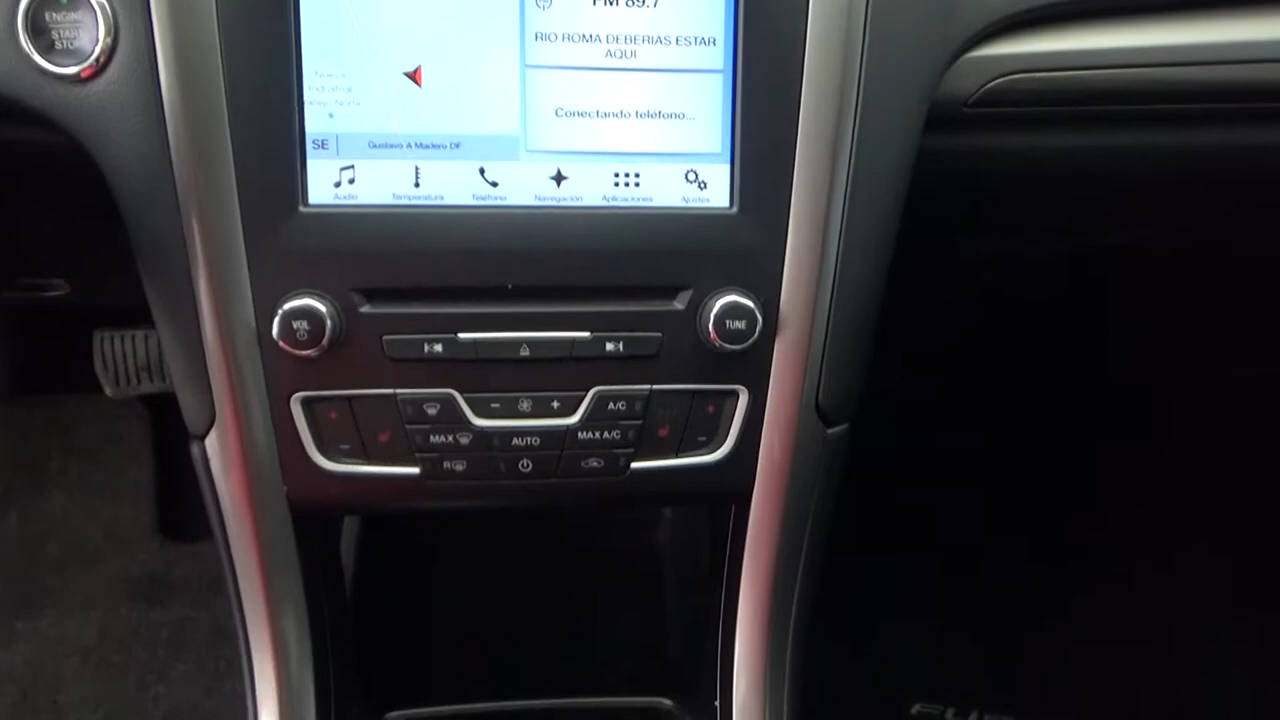 ENGINE
START
STOP
FM 89.7
RIO ROMA DEBERIAS ESTAR
AQUI
Conectando teléfono...
SE
Gustavo A Madero DF
Audio
Temperatura
Teléfono
Navegación
Aplicaciones
Ajustes
VOL
TUNE
A/C
MAX
AUTO
MAX A/C
R